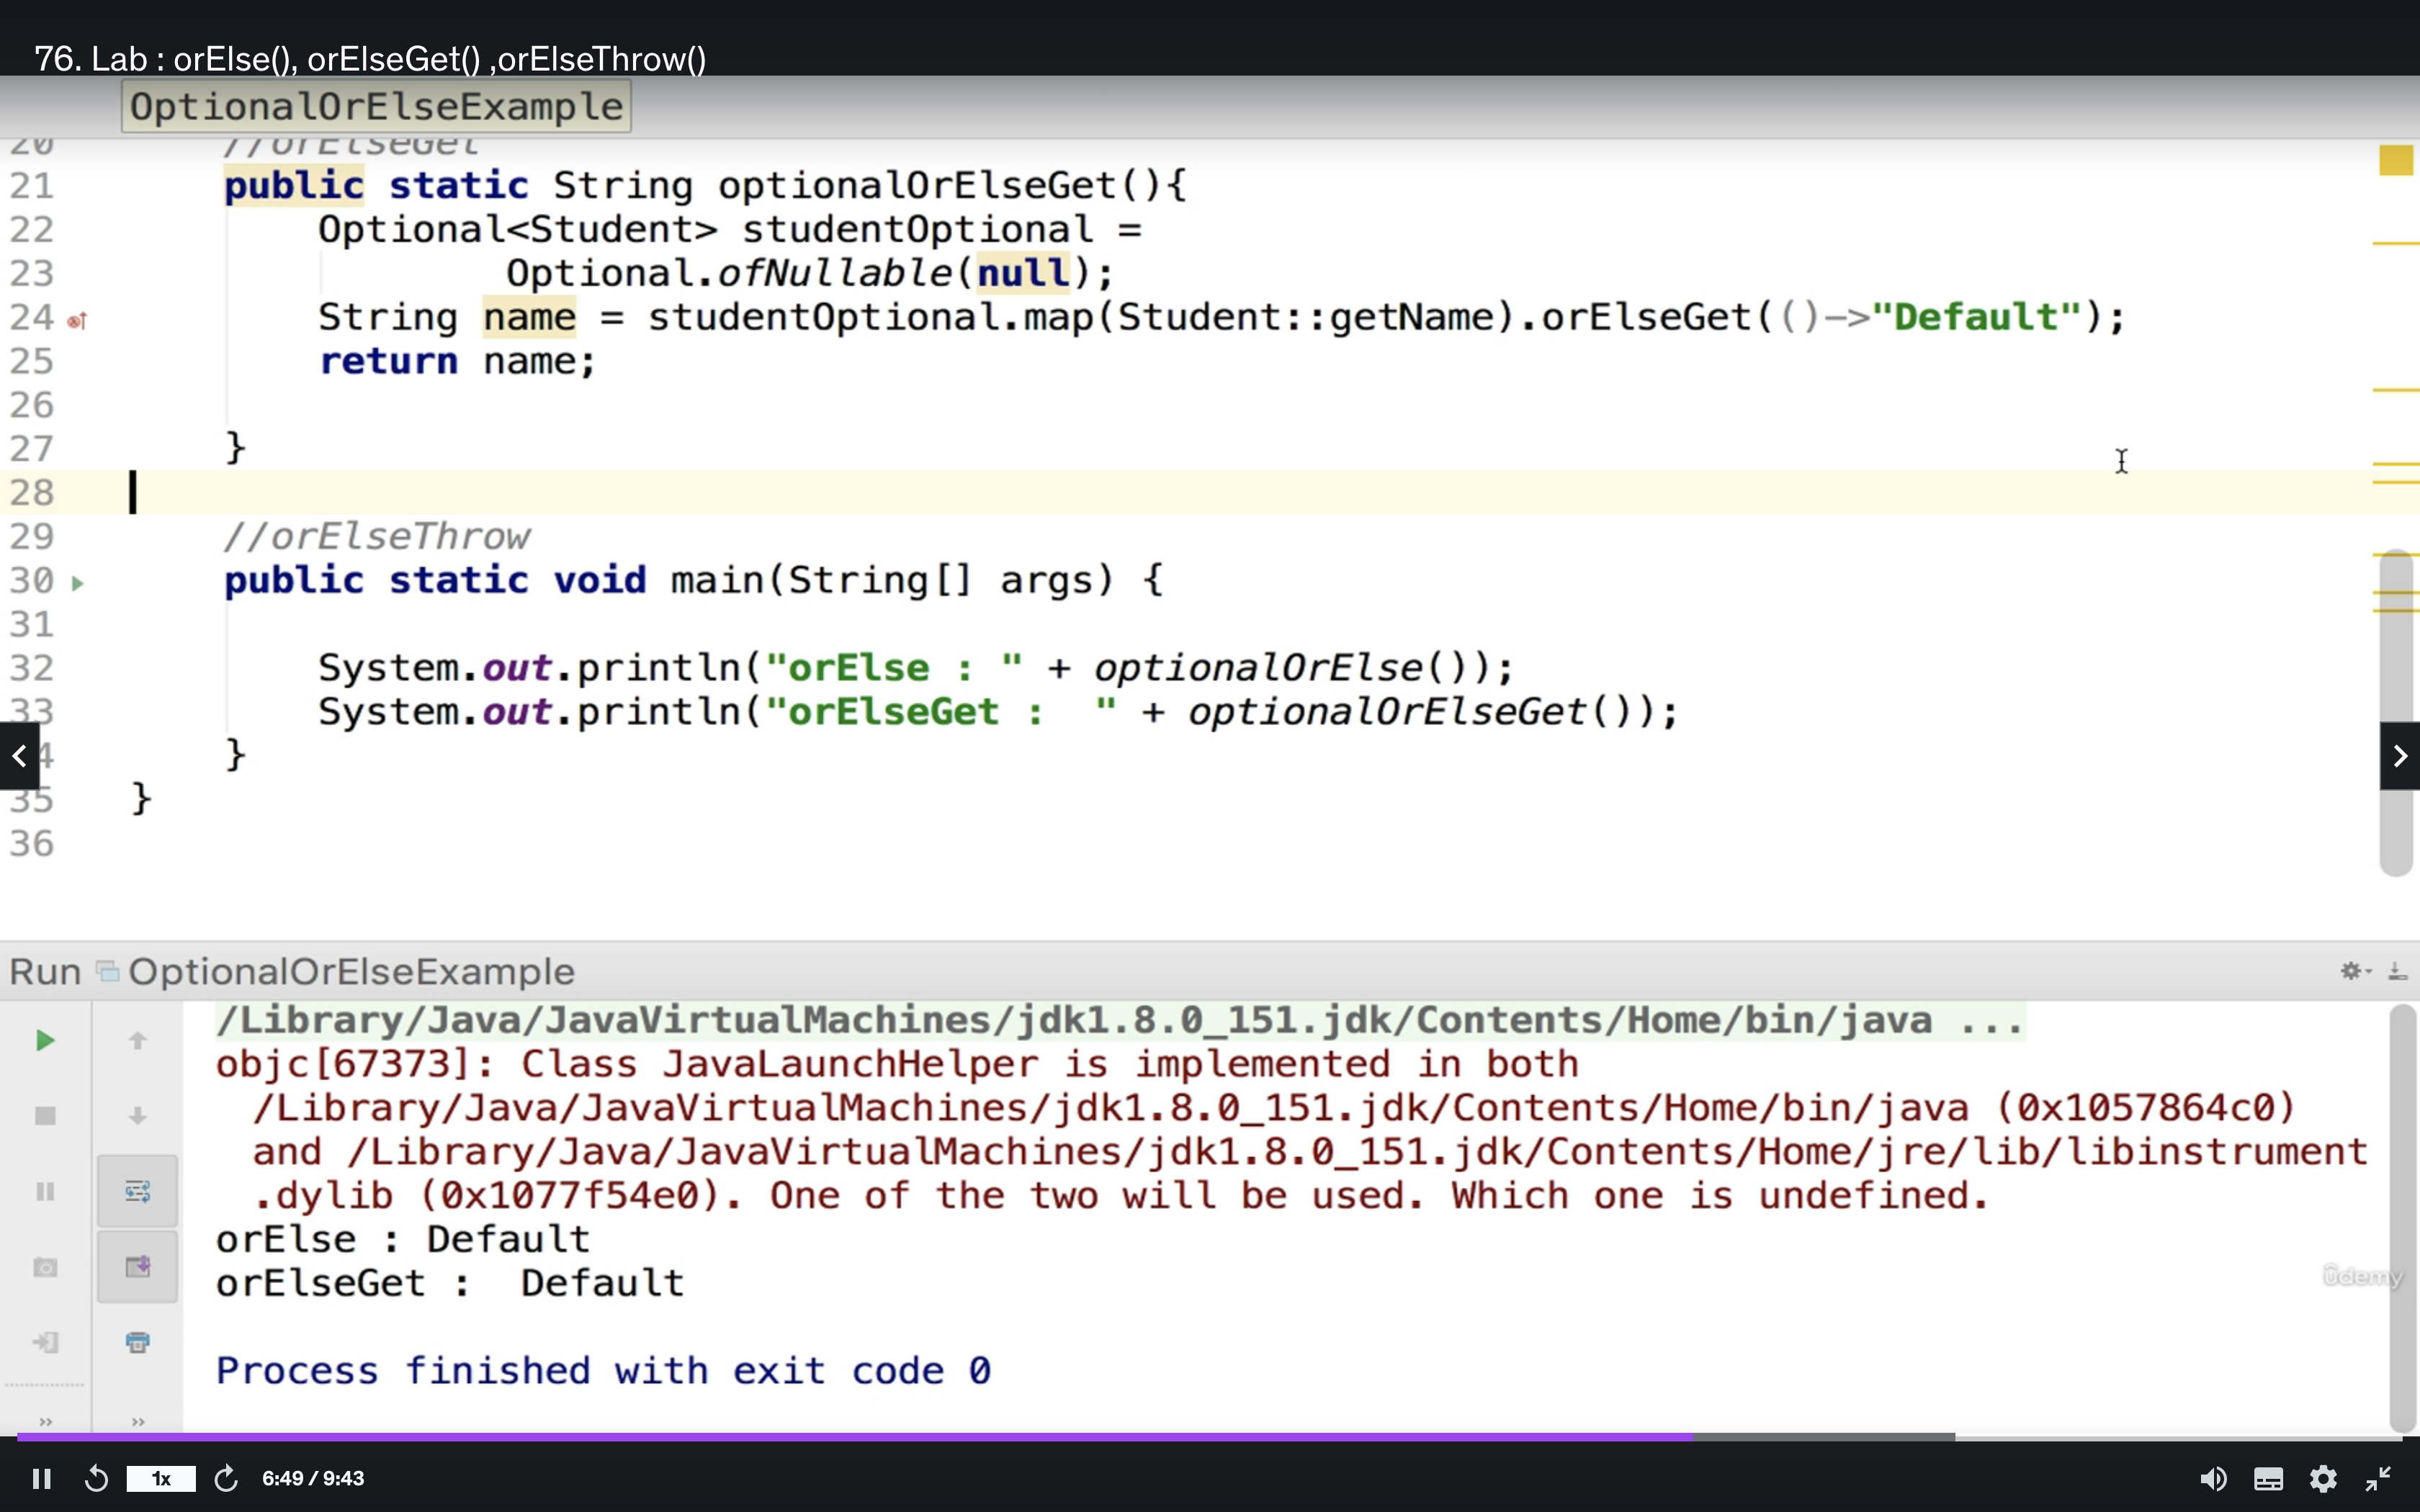 76. Lab : orElse(), orElseGet() ,orElseThrow()
OptionalOrElseExample
20 //orElseGet
21 public static String optionalOrElseGet(){
22 Optional<Student> studentOptional =
23 Optional.ofNullable(null);
24 String name = studentOptional.map(Student::getName).orElseGet(()->"Default");
25 return name;
26
27 }
28
29 //orElseThrow
30 public static void main(String[] args) {
31
32 System.out.println("orElse : " + optionalOrElse());
33 System.out.println("orElseGet :  " + optionalOrElseGet());
4 }
35 }
36
Run OptionalOrElseExample
/Library/Java/JavaVirtualMachines/jdk1.8.0_151.jdk/Contents/Home/bin/java ...
objc[67373]: Class JavaLaunchHelper is implemented in both
/Library/Java/JavaVirtualMachines/jdk1.8.0_151.jdk/Contents/Home/bin/java (0x1057864c0)
and /Library/Java/JavaVirtualMachines/jdk1.8.0_151.jdk/Contents/Home/jre/lib/libinstrument
.dylib (0x1077f54e0). One of the two will be used. Which one is undefined.
orElse : Default
orElseGet :  Default
ûdemy
Process finished with exit code 0
1x 6:49 / 9:43